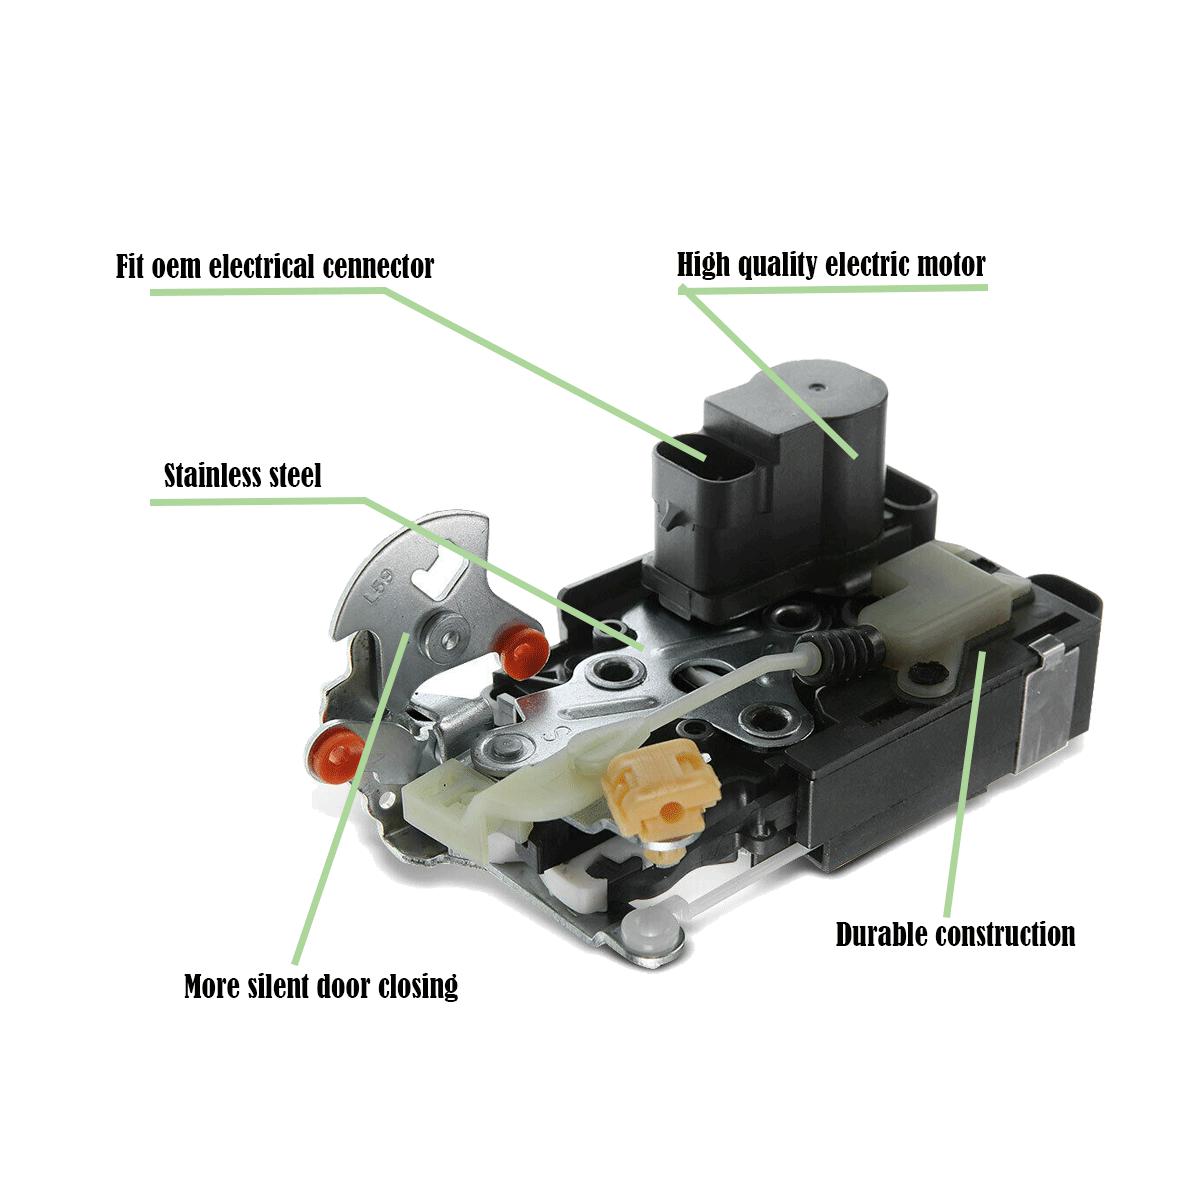 Fit oem electrical cennector
High quality electric motor
Stainless steel
L59
S
Durable construction
More silent door closing